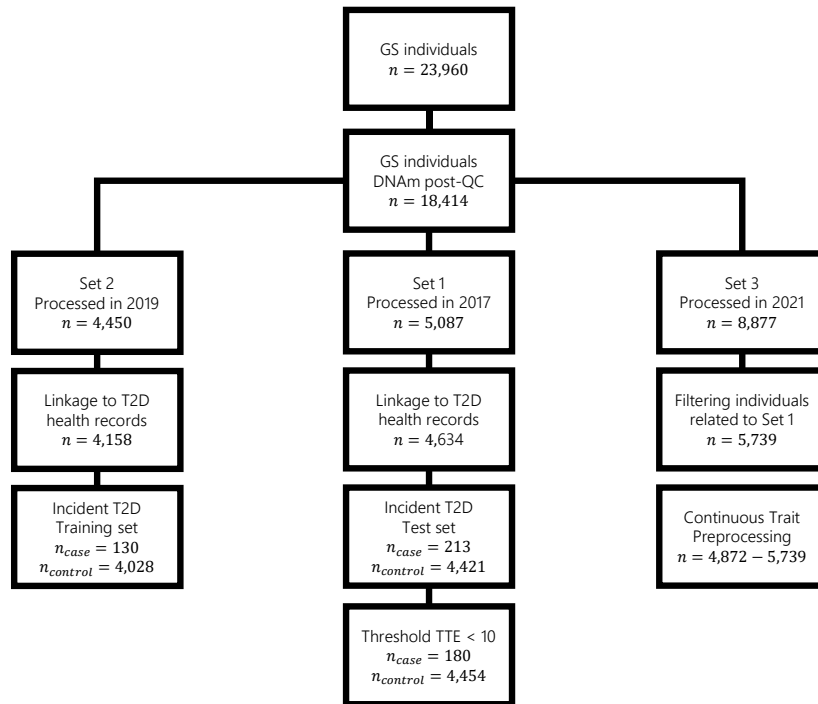 GS individuals
n = 23,960
GS individuals
DNAm post-QC
n = 18,414
Set 2
Processed in 2019
n = 4,450
Set 1
Processed in 2017
n = 5,087
Set 3
Processed in 2021
n = 8,877
Linkage to T2D
health records
n = 4,158
Linkage to T2D
health records
n = 4,634
Filtering individuals
related to Set 1
n = 5,739
Incident T2D
Training set
n_case = 130
n_control = 4,028
Incident T2D
Test set
n_case = 213
n_control = 4,421
Continuous Trait
Preprocessing
n = 4,872 − 5,739
Threshold TTE < 10
n_case = 180
n_control = 4,454